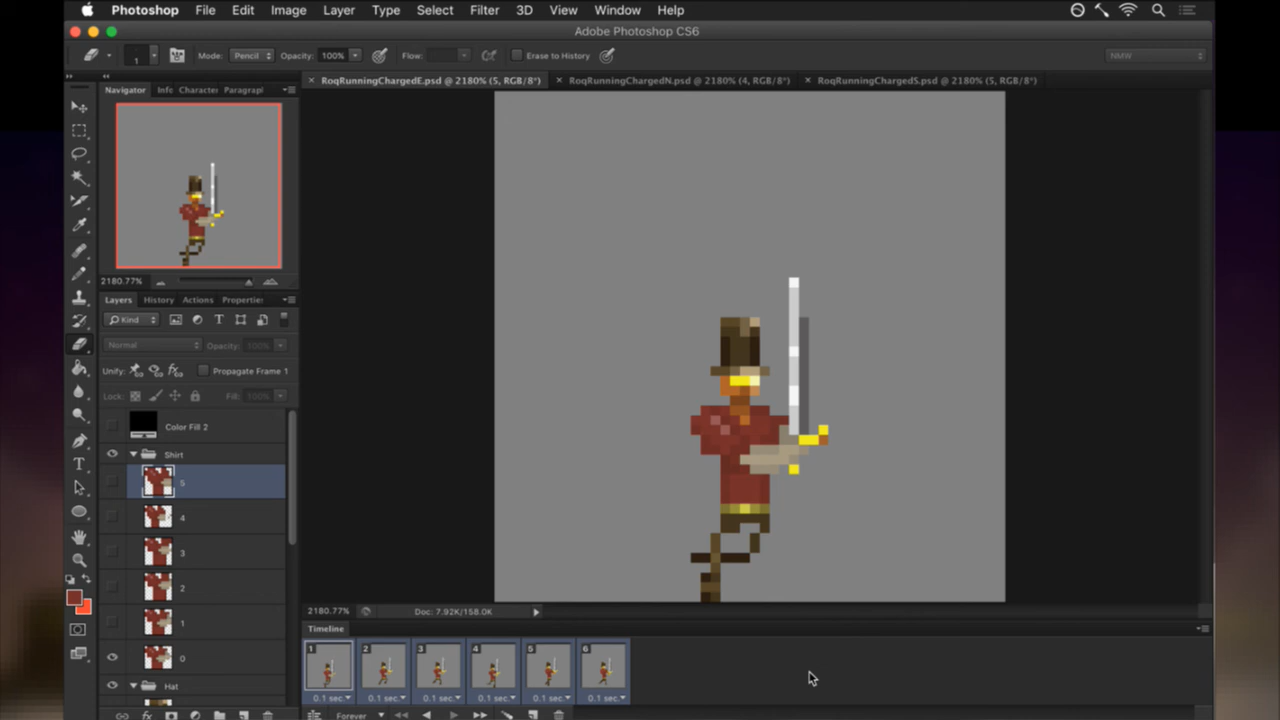 Photoshop File Edit Image Layer Type Select Filter 3D View Window Help
Adobe Photoshop CS6
1 Mode: Pencil Opacity: 100% Flow: Erase to History NMW
RoqRunningChargedE.psd @ 2180% (5, RGB/8*) RoqRunningChargedN.psd @ 2180% (4, RGB/8*) RoqRunningChargedS.psd @ 2180% (5, RGB/8*)
Navigator Info Character Paragrapl
2180.77%
Layers History Actions Propertie:
Kind
Normal Opacity: 100%
Unify: Propagate Frame 1
Lock: Fill: 100%
Color Fill 2
Shirt
5
4
3
2
1
0
Hat
2180.77% Doc: 7.92K/158.0K
Timeline
1 2 3 4 5 6
0.1 sec. 0.1 sec. 0.1 sec. 0.1 sec. 0.1 sec. 0.1 sec.
Forever